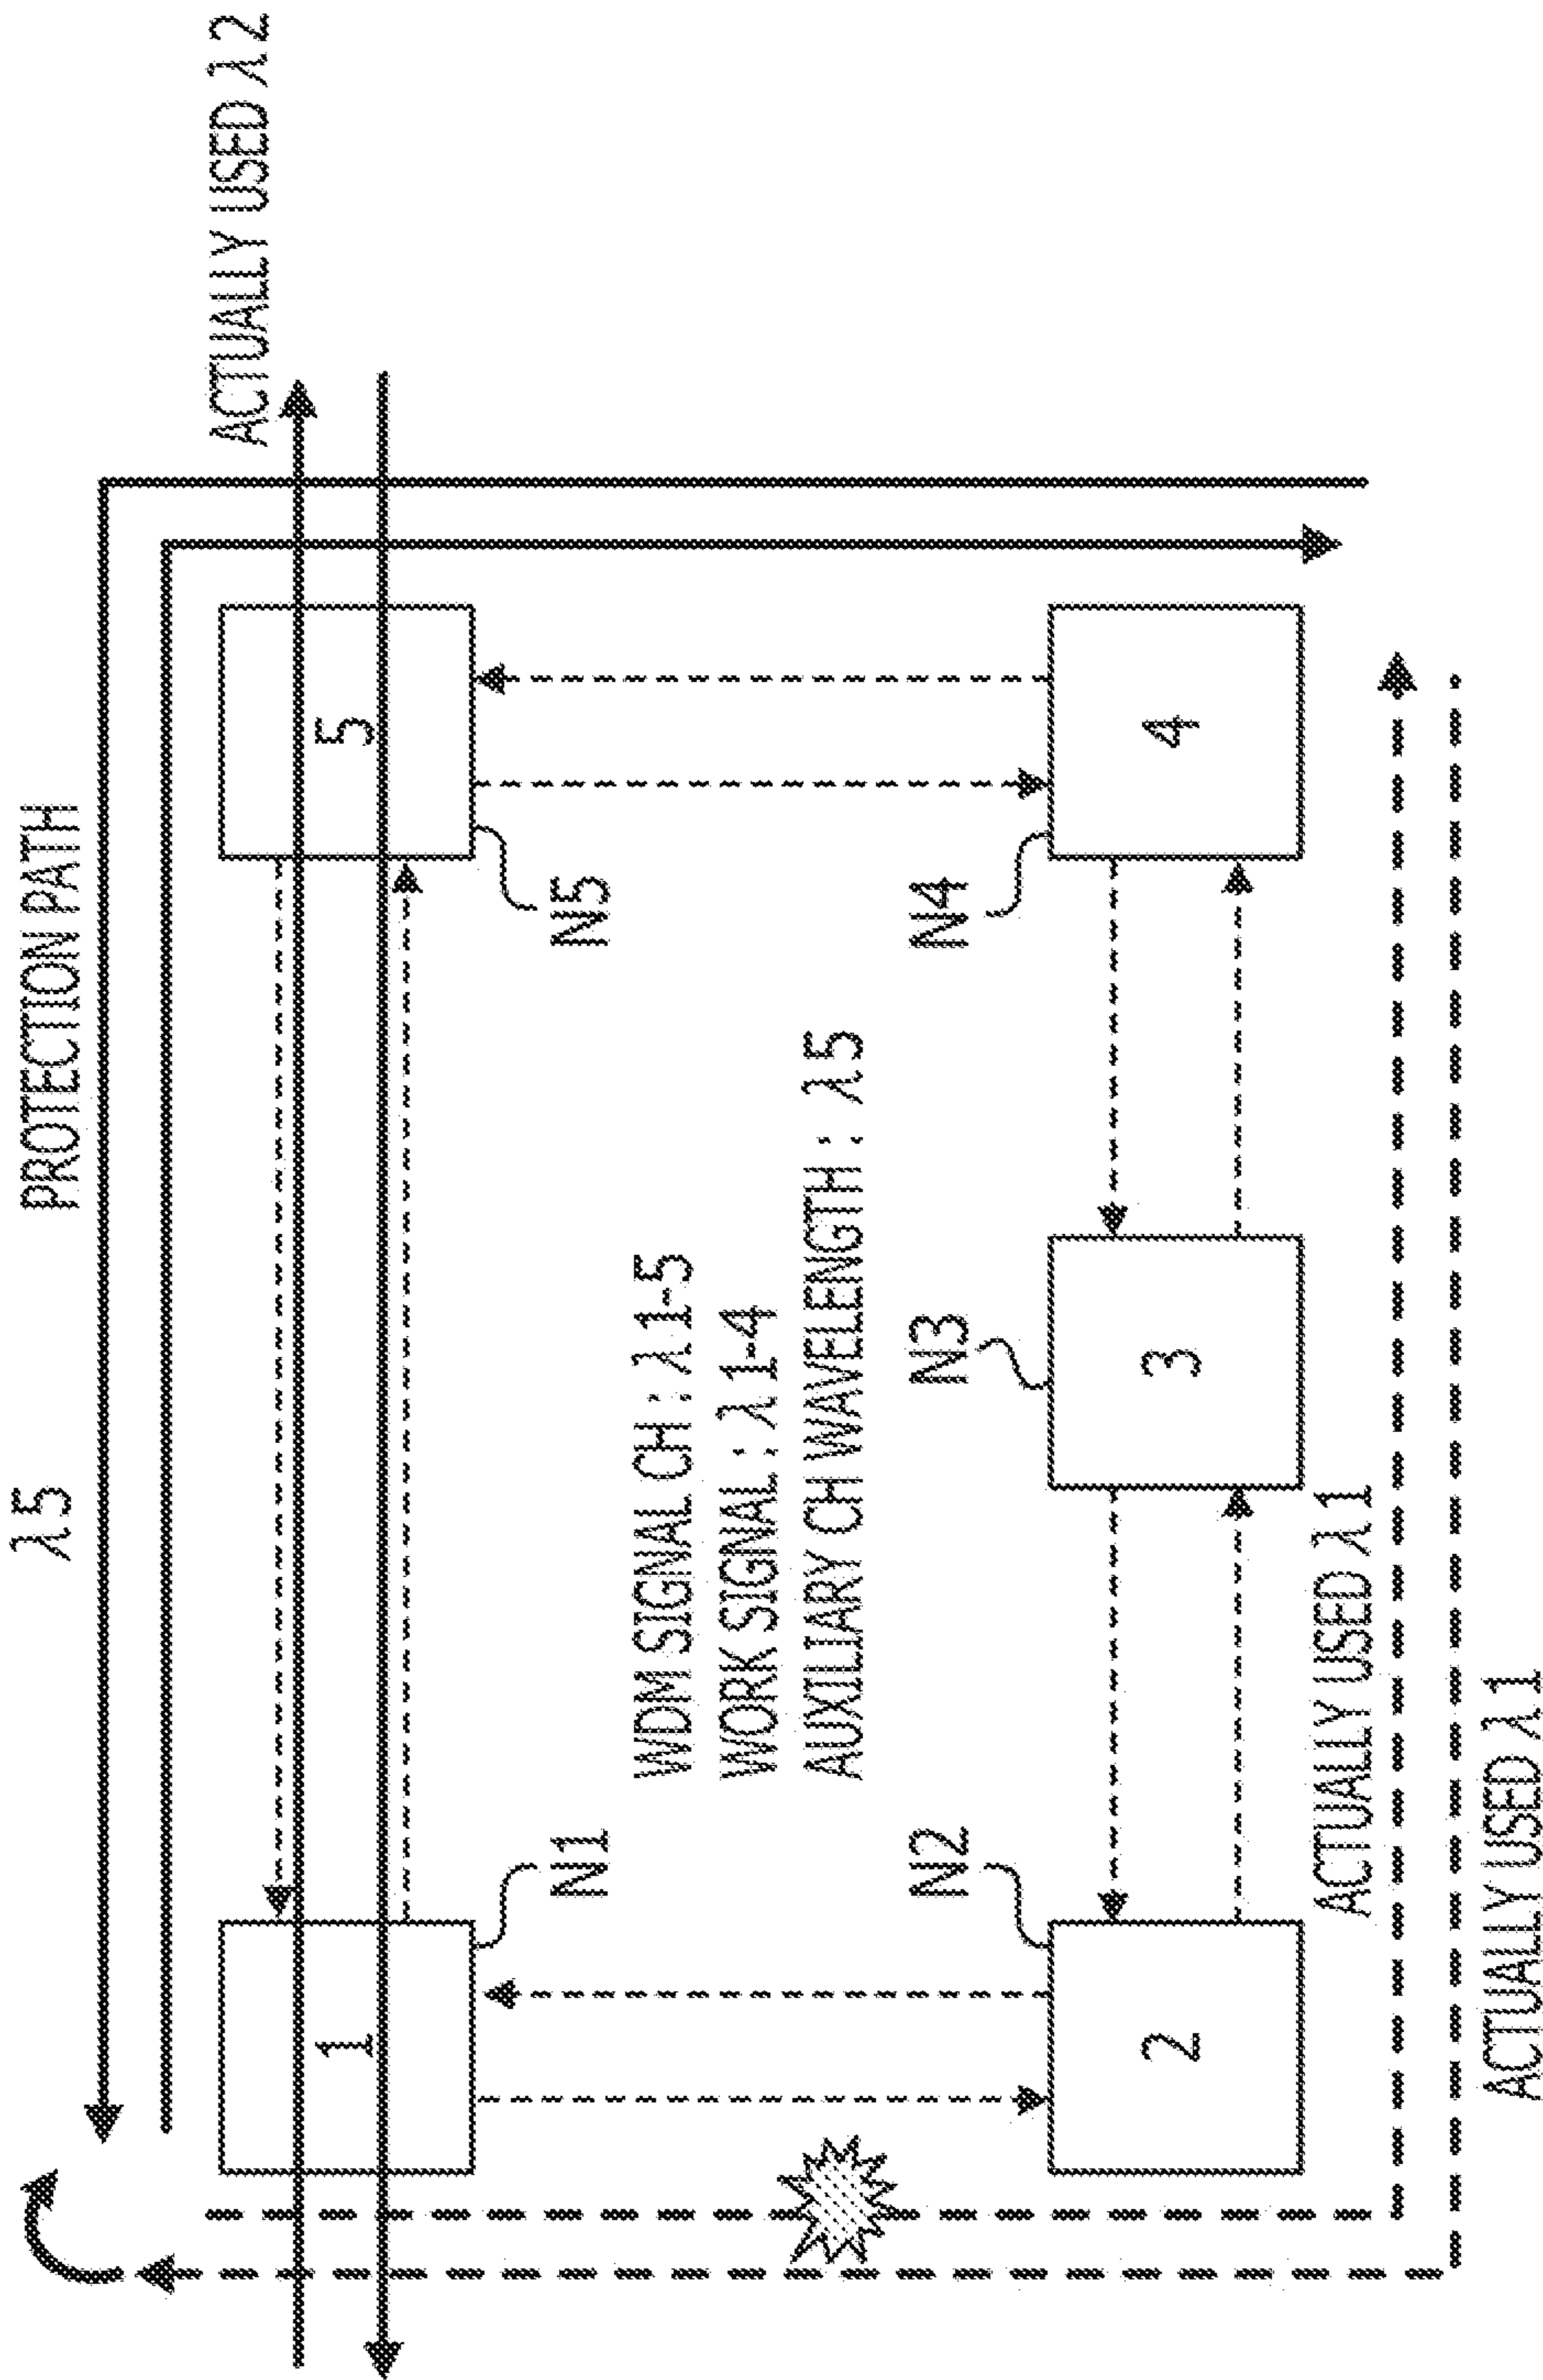 λ5
PROTECTION PATH
ACTUALLY USED λ2
1
5
N1
N5
WDM SIGNAL CH : λ1-5
WORK SIGNAL : λ1-4
AUXILIARY CH WAVELENGTH : λ5
N2
N3
N4
2
3
4
ACTUALLY USED λ1
ACTUALLY USED λ1